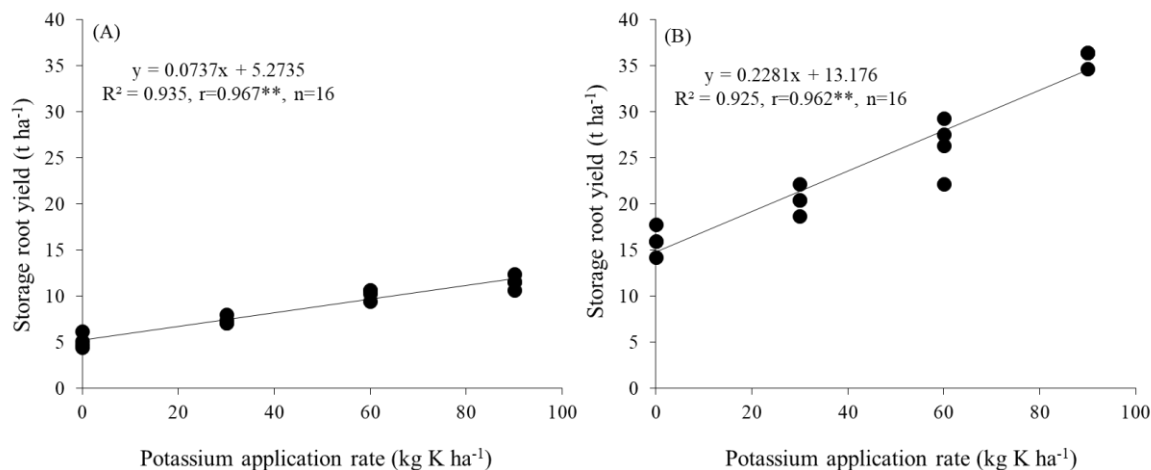 (A)
y = 0.0737x + 5.2735
R² = 0.935, r=0.967**, n=16
Storage root yield (t ha⁻¹)
40
35
30
25
20
15
10
5
0
0 20 40 60 80 100
Potassium application rate (kg K ha⁻¹)
(B)
y = 0.2281x + 13.176
R² = 0.925, r=0.962**, n=16
Storage root yield (t ha⁻¹)
40
35
30
25
20
15
10
5
0
0 20 40 60 80 100
Potassium application rate (kg K ha⁻¹)